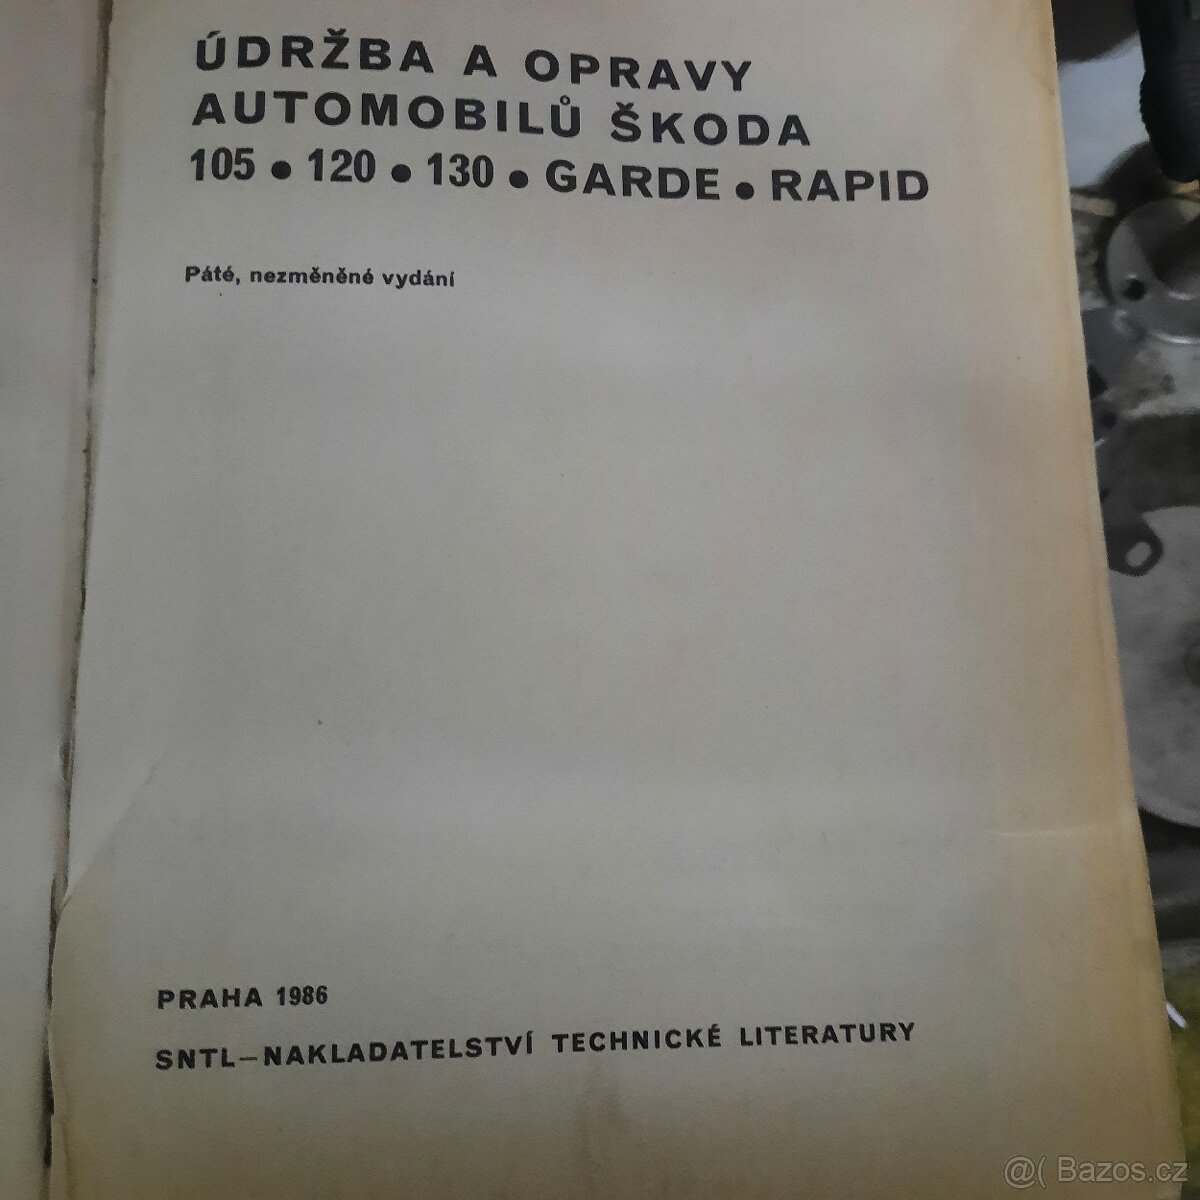 ÚDRŽBA A OPRAVY
AUTOMOBILŮ ŠKODA
105 • 120 • 130 • GARDE • RAPID
Páté, nezměněné vydání
PRAHA 1986
SNTL—NAKLADATELSTVÍ TECHNICKÉ LITERATURY
@( Bazos.cz